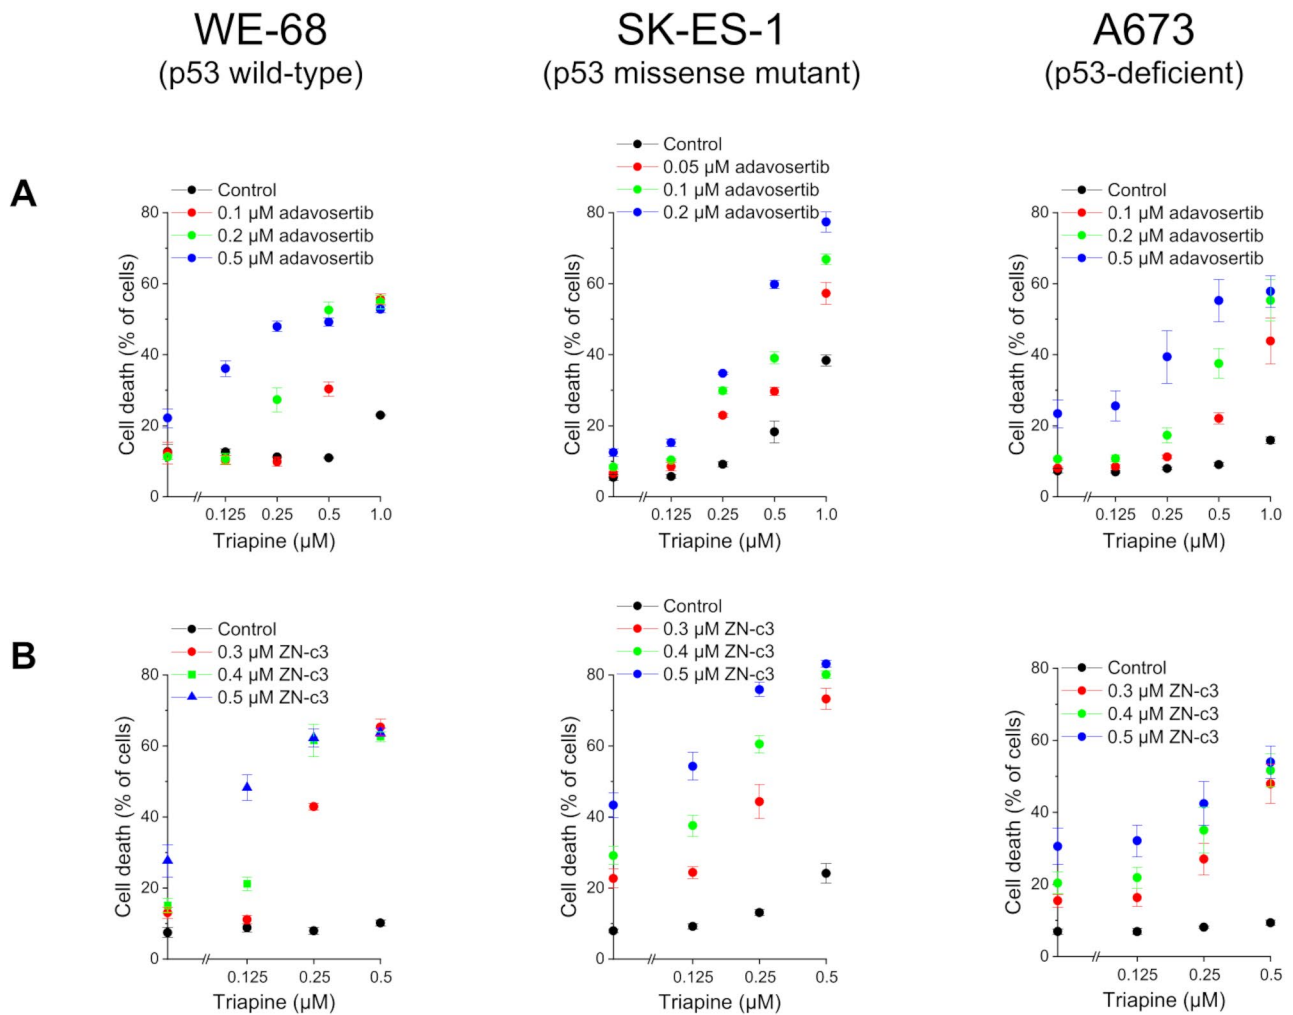 WE-68
(p53 wild-type)
SK-ES-1
(p53 missense mutant)
A673
(p53-deficient)
A
Control
0.1 µM adavosertib
0.2 µM adavosertib
0.5 µM adavosertib
Cell death (% of cells)
80
60
40
20
0
0.125
0.25
0.5
1.0
Triapine (µM)
Control
0.05 µM adavosertib
0.1 µM adavosertib
0.2 µM adavosertib
Cell death (% of cells)
80
60
40
20
0
0.125
0.25
0.5
1.0
Triapine (µM)
Control
0.1 µM adavosertib
0.2 µM adavosertib
0.5 µM adavosertib
Cell death (% of cells)
80
60
40
20
0
0.125
0.25
0.5
1.0
Triapine (µM)
B
Control
0.3 µM ZN-c3
0.4 µM ZN-c3
0.5 µM ZN-c3
Cell death (% of cells)
80
60
40
20
0
0.125
0.25
0.5
Triapine (µM)
Control
0.3 µM ZN-c3
0.4 µM ZN-c3
0.5 µM ZN-c3
Cell death (% of cells)
80
60
40
20
0
0.125
0.25
0.5
Triapine (µM)
Control
0.3 µM ZN-c3
0.4 µM ZN-c3
0.5 µM ZN-c3
Cell death (% of cells)
80
60
40
20
0
0.125
0.25
0.5
Triapine (µM)